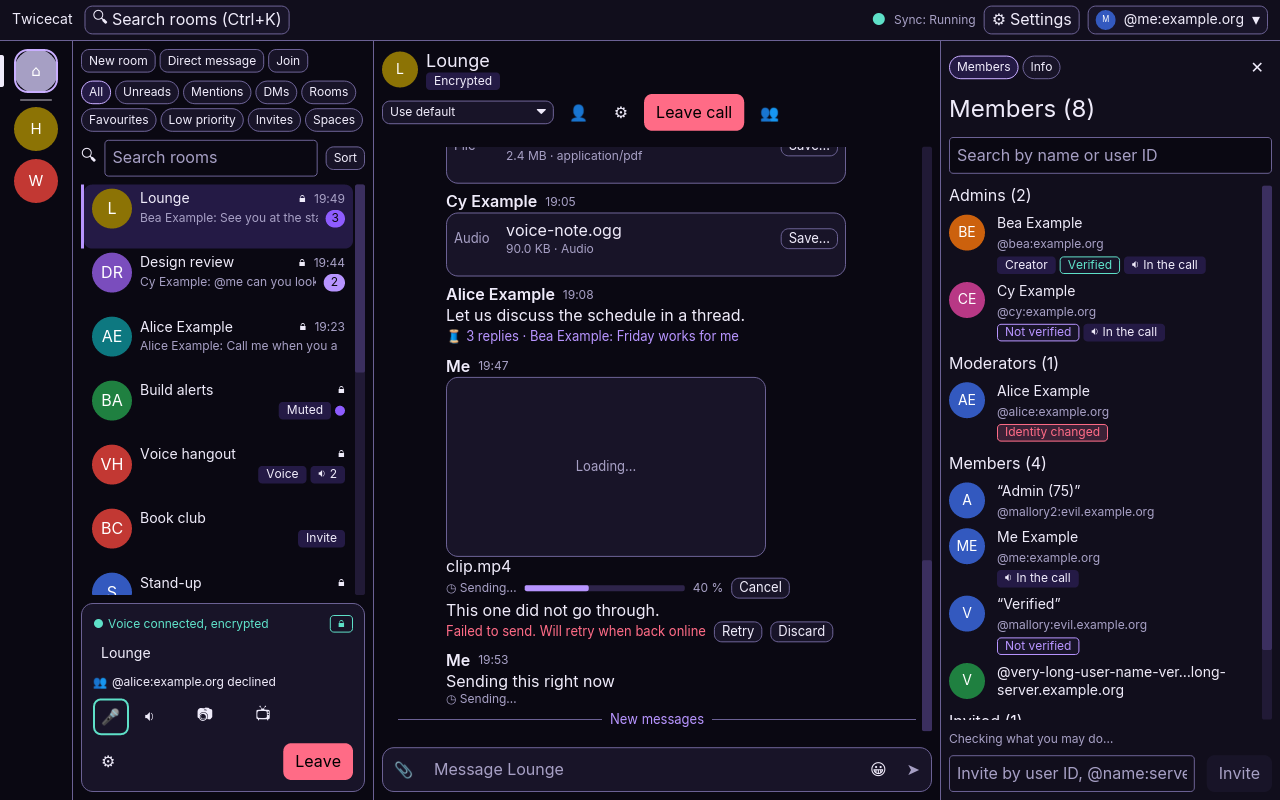 Twicecat
Search rooms (Ctrl+K)
Sync: Running
Settings
M
@me:example.org
H
W
New room
Direct message
Join
All
Unreads
Mentions
DMs
Rooms
Favourites
Low priority
Invites
Spaces
Search rooms
Sort
L
Lounge
19:49
Bea Example: See you at the sta
3
DR
Design review
19:44
Cy Example: @me can you look
2
AE
Alice Example
19:23
Alice Example: Call me when you a
BA
Build alerts
Muted
VH
Voice hangout
Voice
2
BC
Book club
Invite
S
Stand-up
Voice connected, encrypted
Lounge
@alice:example.org declined
Leave
L
Lounge
Encrypted
Use default
Leave call
File
2.4 MB · application/pdf
Save...
Cy Example 19:05
Audio
voice-note.ogg
90.0 KB · Audio
Save...
Alice Example 19:08
Let us discuss the schedule in a thread.
3 replies · Bea Example: Friday works for me
Me 19:47
Loading...
clip.mp4
Sending...
40 %
Cancel
This one did not go through.
Failed to send. Will retry when back online
Retry
Discard
Me 19:53
Sending this right now
Sending...
New messages
Message Lounge
Members
Info
Members (8)
Search by name or user ID
Admins (2)
BE
Bea Example
@bea:example.org
Creator
Verified
In the call
CE
Cy Example
@cy:example.org
Not verified
In the call
Moderators (1)
AE
Alice Example
@alice:example.org
Identity changed
Members (4)
A
“Admin (75)”
@mallory2:evil.example.org
ME
Me Example
@me:example.org
In the call
V
“Verified”
@mallory:evil.example.org
Not verified
V
@very-long-user-name-ver...long-
server.example.org
Invited (1)
Checking what you may do...
Invite by user ID, @name:serve
Invite